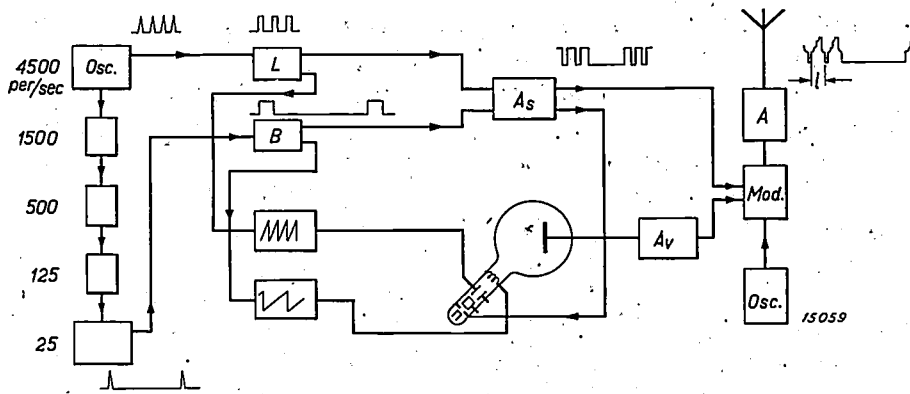 4500
per/sec
Osc.
L
As
A
l
1500
B
500
Mod.
Av
125
Osc.
25
15059